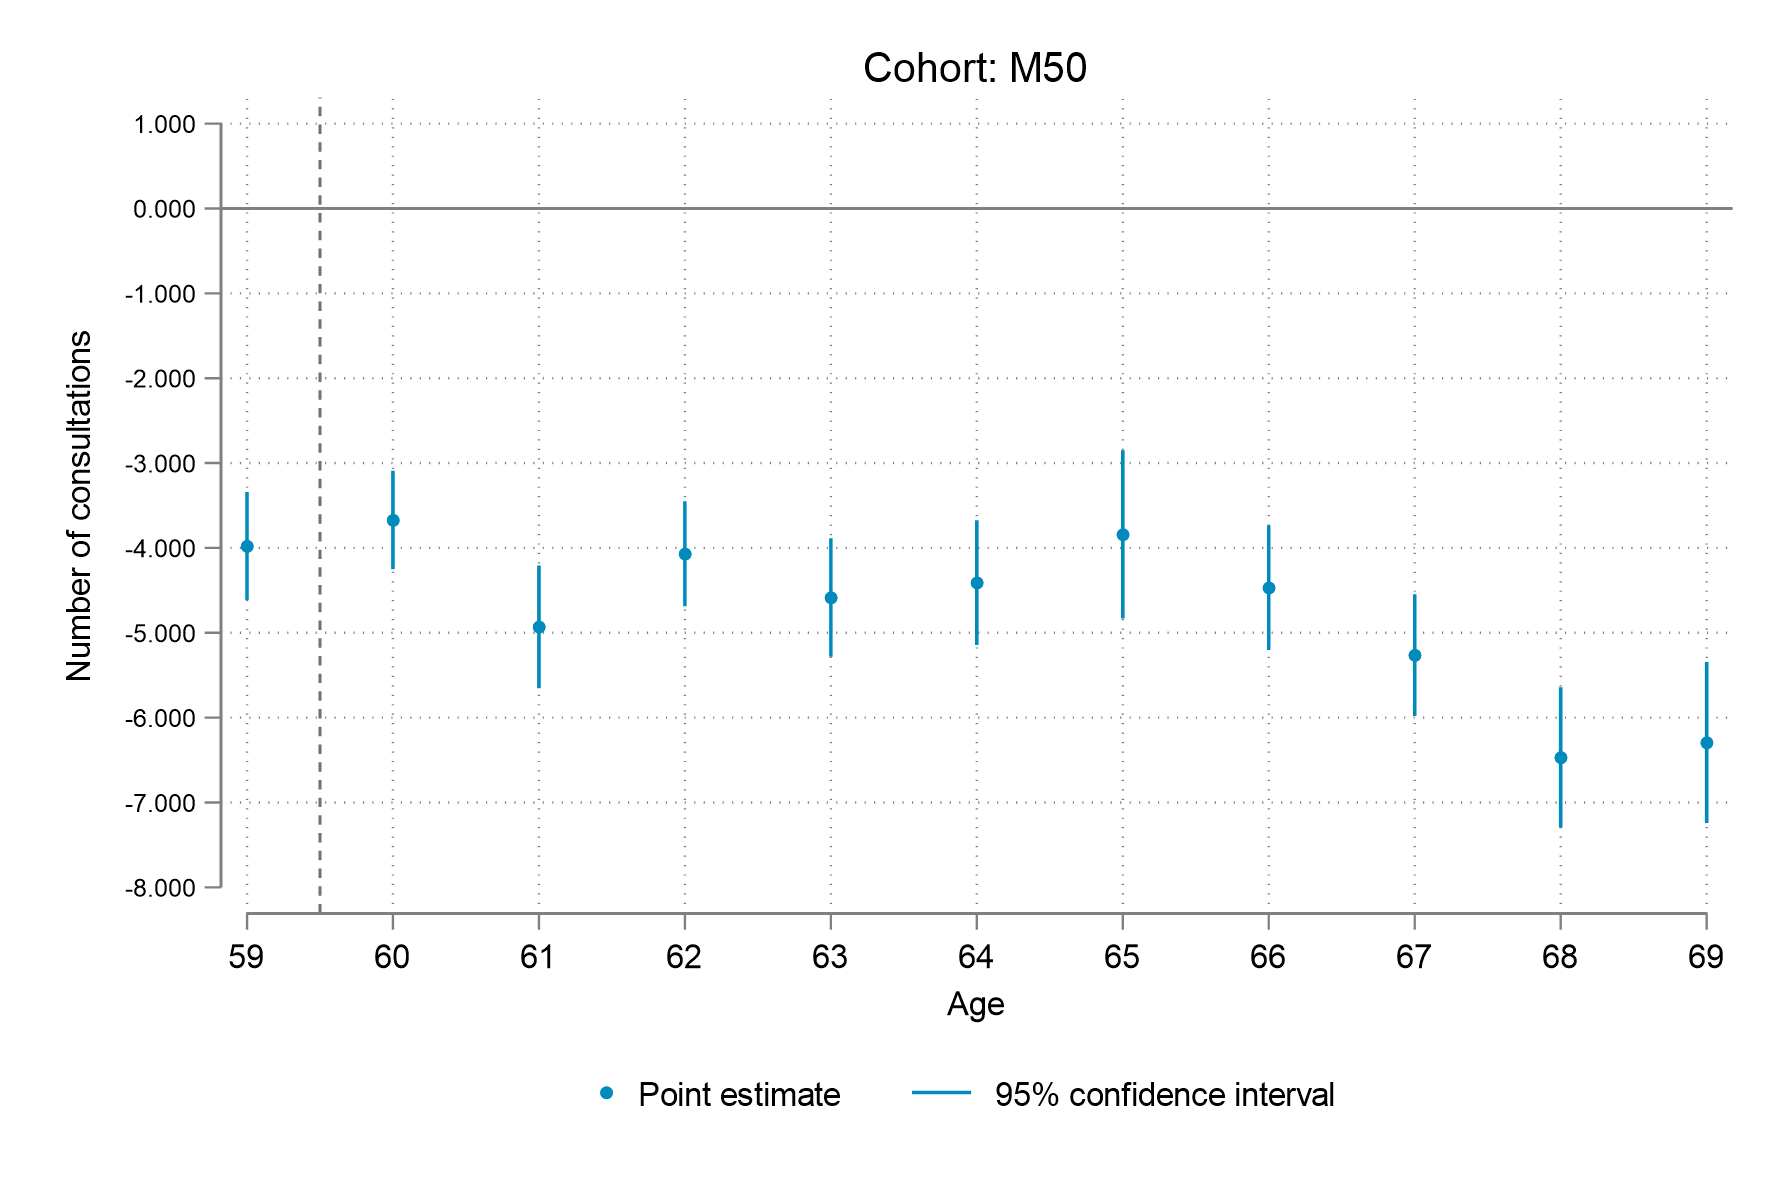 Cohort: M50
1.000
0.000
-1.000
-2.000
-3.000
-4.000
-5.000
-6.000
-7.000
-8.000
Number of consultations
59 60 61 62 63 64 65 66 67 68 69
Age
Point estimate 95% confidence interval